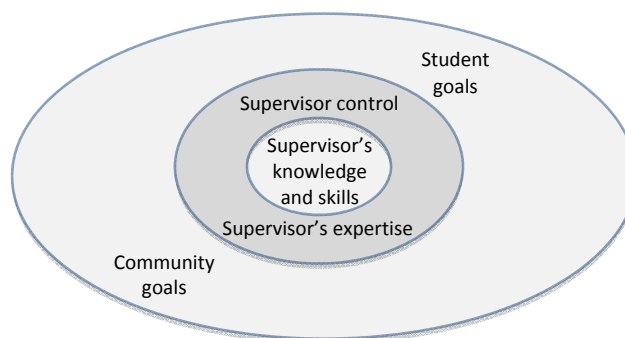 Student
goals
Supervisor control
Supervisor’s
knowledge
and skills
Supervisor’s expertise
Community
goals